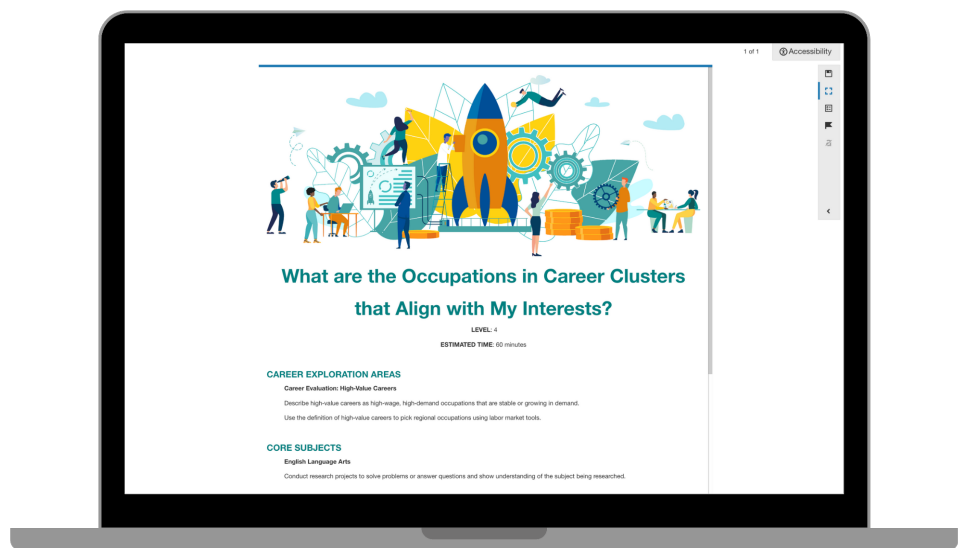 1 of 1
Accessibility
What are the Occupations in Career Clusters
that Align with My Interests?
LEVEL: 4
ESTIMATED TIME: 60 minutes
CAREER EXPLORATION AREAS
Career Evaluation: High-Value Careers
Describe high-value careers as high-wage, high-demand occupations that are stable or growing in demand.
Use the definition of high-value careers to pick regional occupations using labor market tools.
CORE SUBJECTS
English Language Arts
Conduct research projects to solve problems or answer questions and show understanding of the subject being researched.